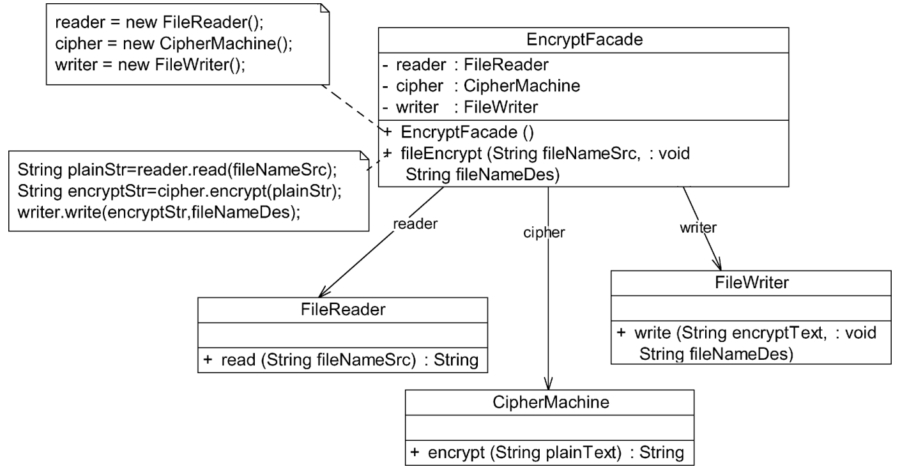 reader = new FileReader();
cipher = new CipherMachine();
writer = new FileWriter();
EncryptFacade
- reader : FileReader
- cipher : CipherMachine
- writer : FileWriter
+ EncryptFacade ()
+ fileEncrypt (String fileNameSrc, : void
String fileNameDes)
String plainStr=reader.read(fileNameSrc);
String encryptStr=cipher.encrypt(plainStr);
writer.write(encryptStr,fileNameDes);
reader
cipher
writer
FileReader
+ read (String fileNameSrc) : String
FileWriter
+ write (String encryptText, : void
String fileNameDes)
CipherMachine
+ encrypt (String plainText) : String